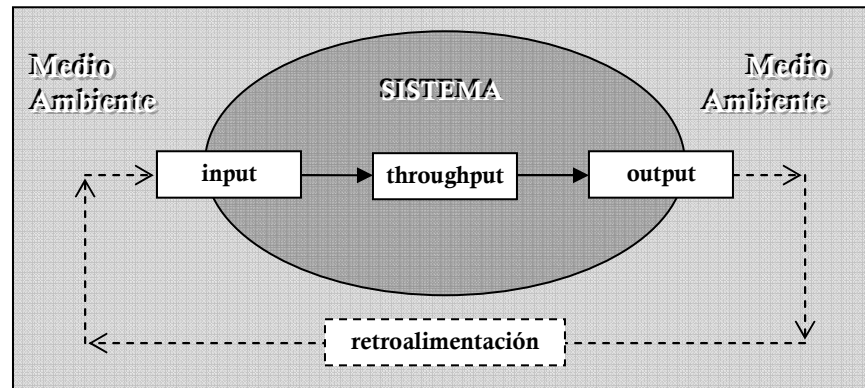 Medio
Ambiente
SISTEMA
Medio
Ambiente
input
throughput
output
retroalimentación